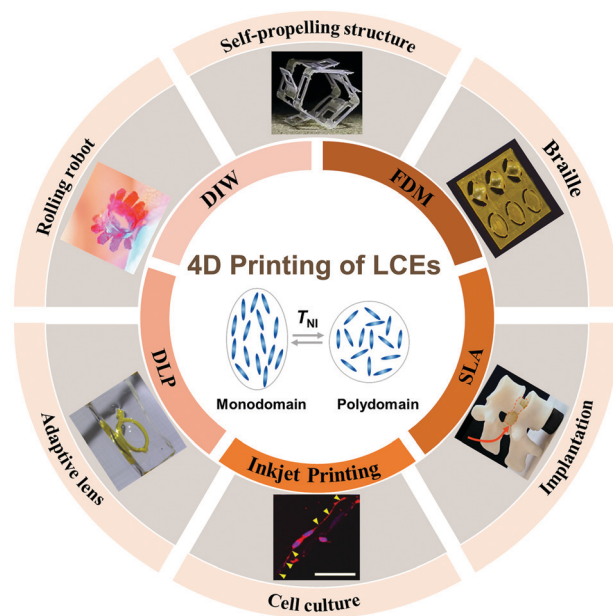 Self-propelling structure
Rolling robot
Braille
DIW
FDM
4D Printing of LCEs
T_NI
Monodomain
Polydomain
DLP
SLA
Inkjet Printing
Adaptive lens
Implantation
Cell culture